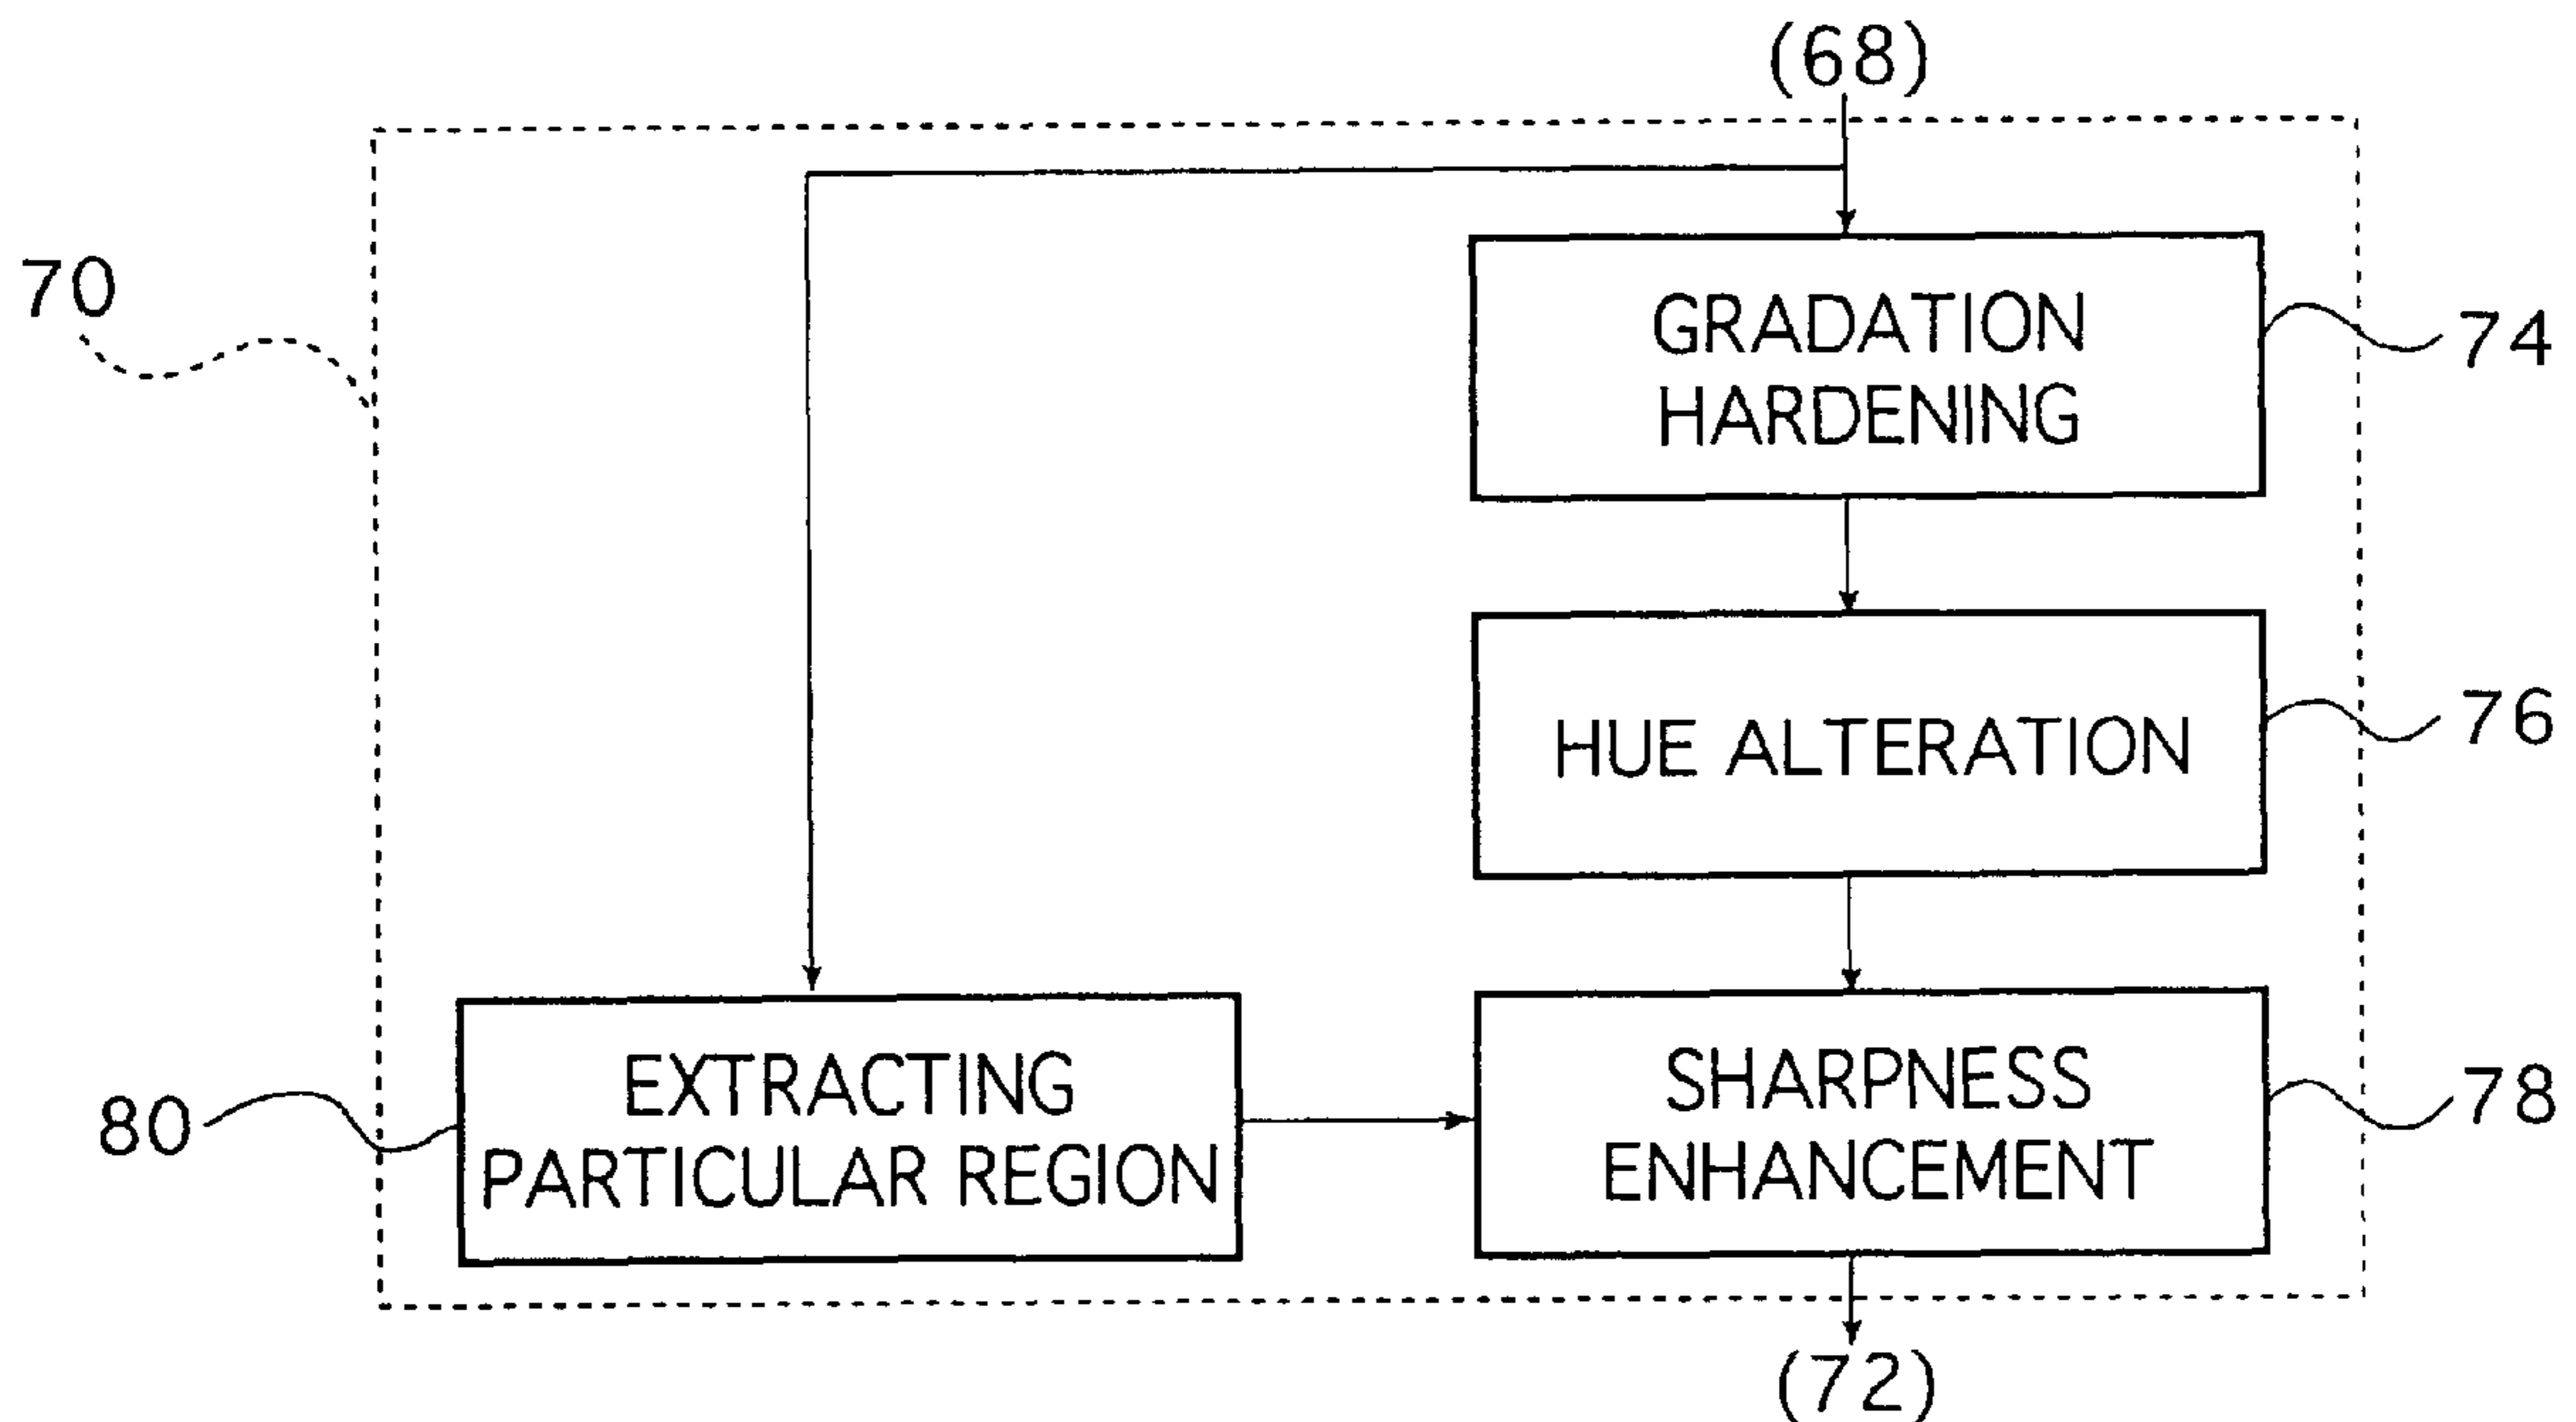 (68)
70
GRADATION
HARDENING
74
HUE ALTERATION
76
80
EXTRACTING
PARTICULAR REGION
SHARPNESS
ENHANCEMENT
78
(72)